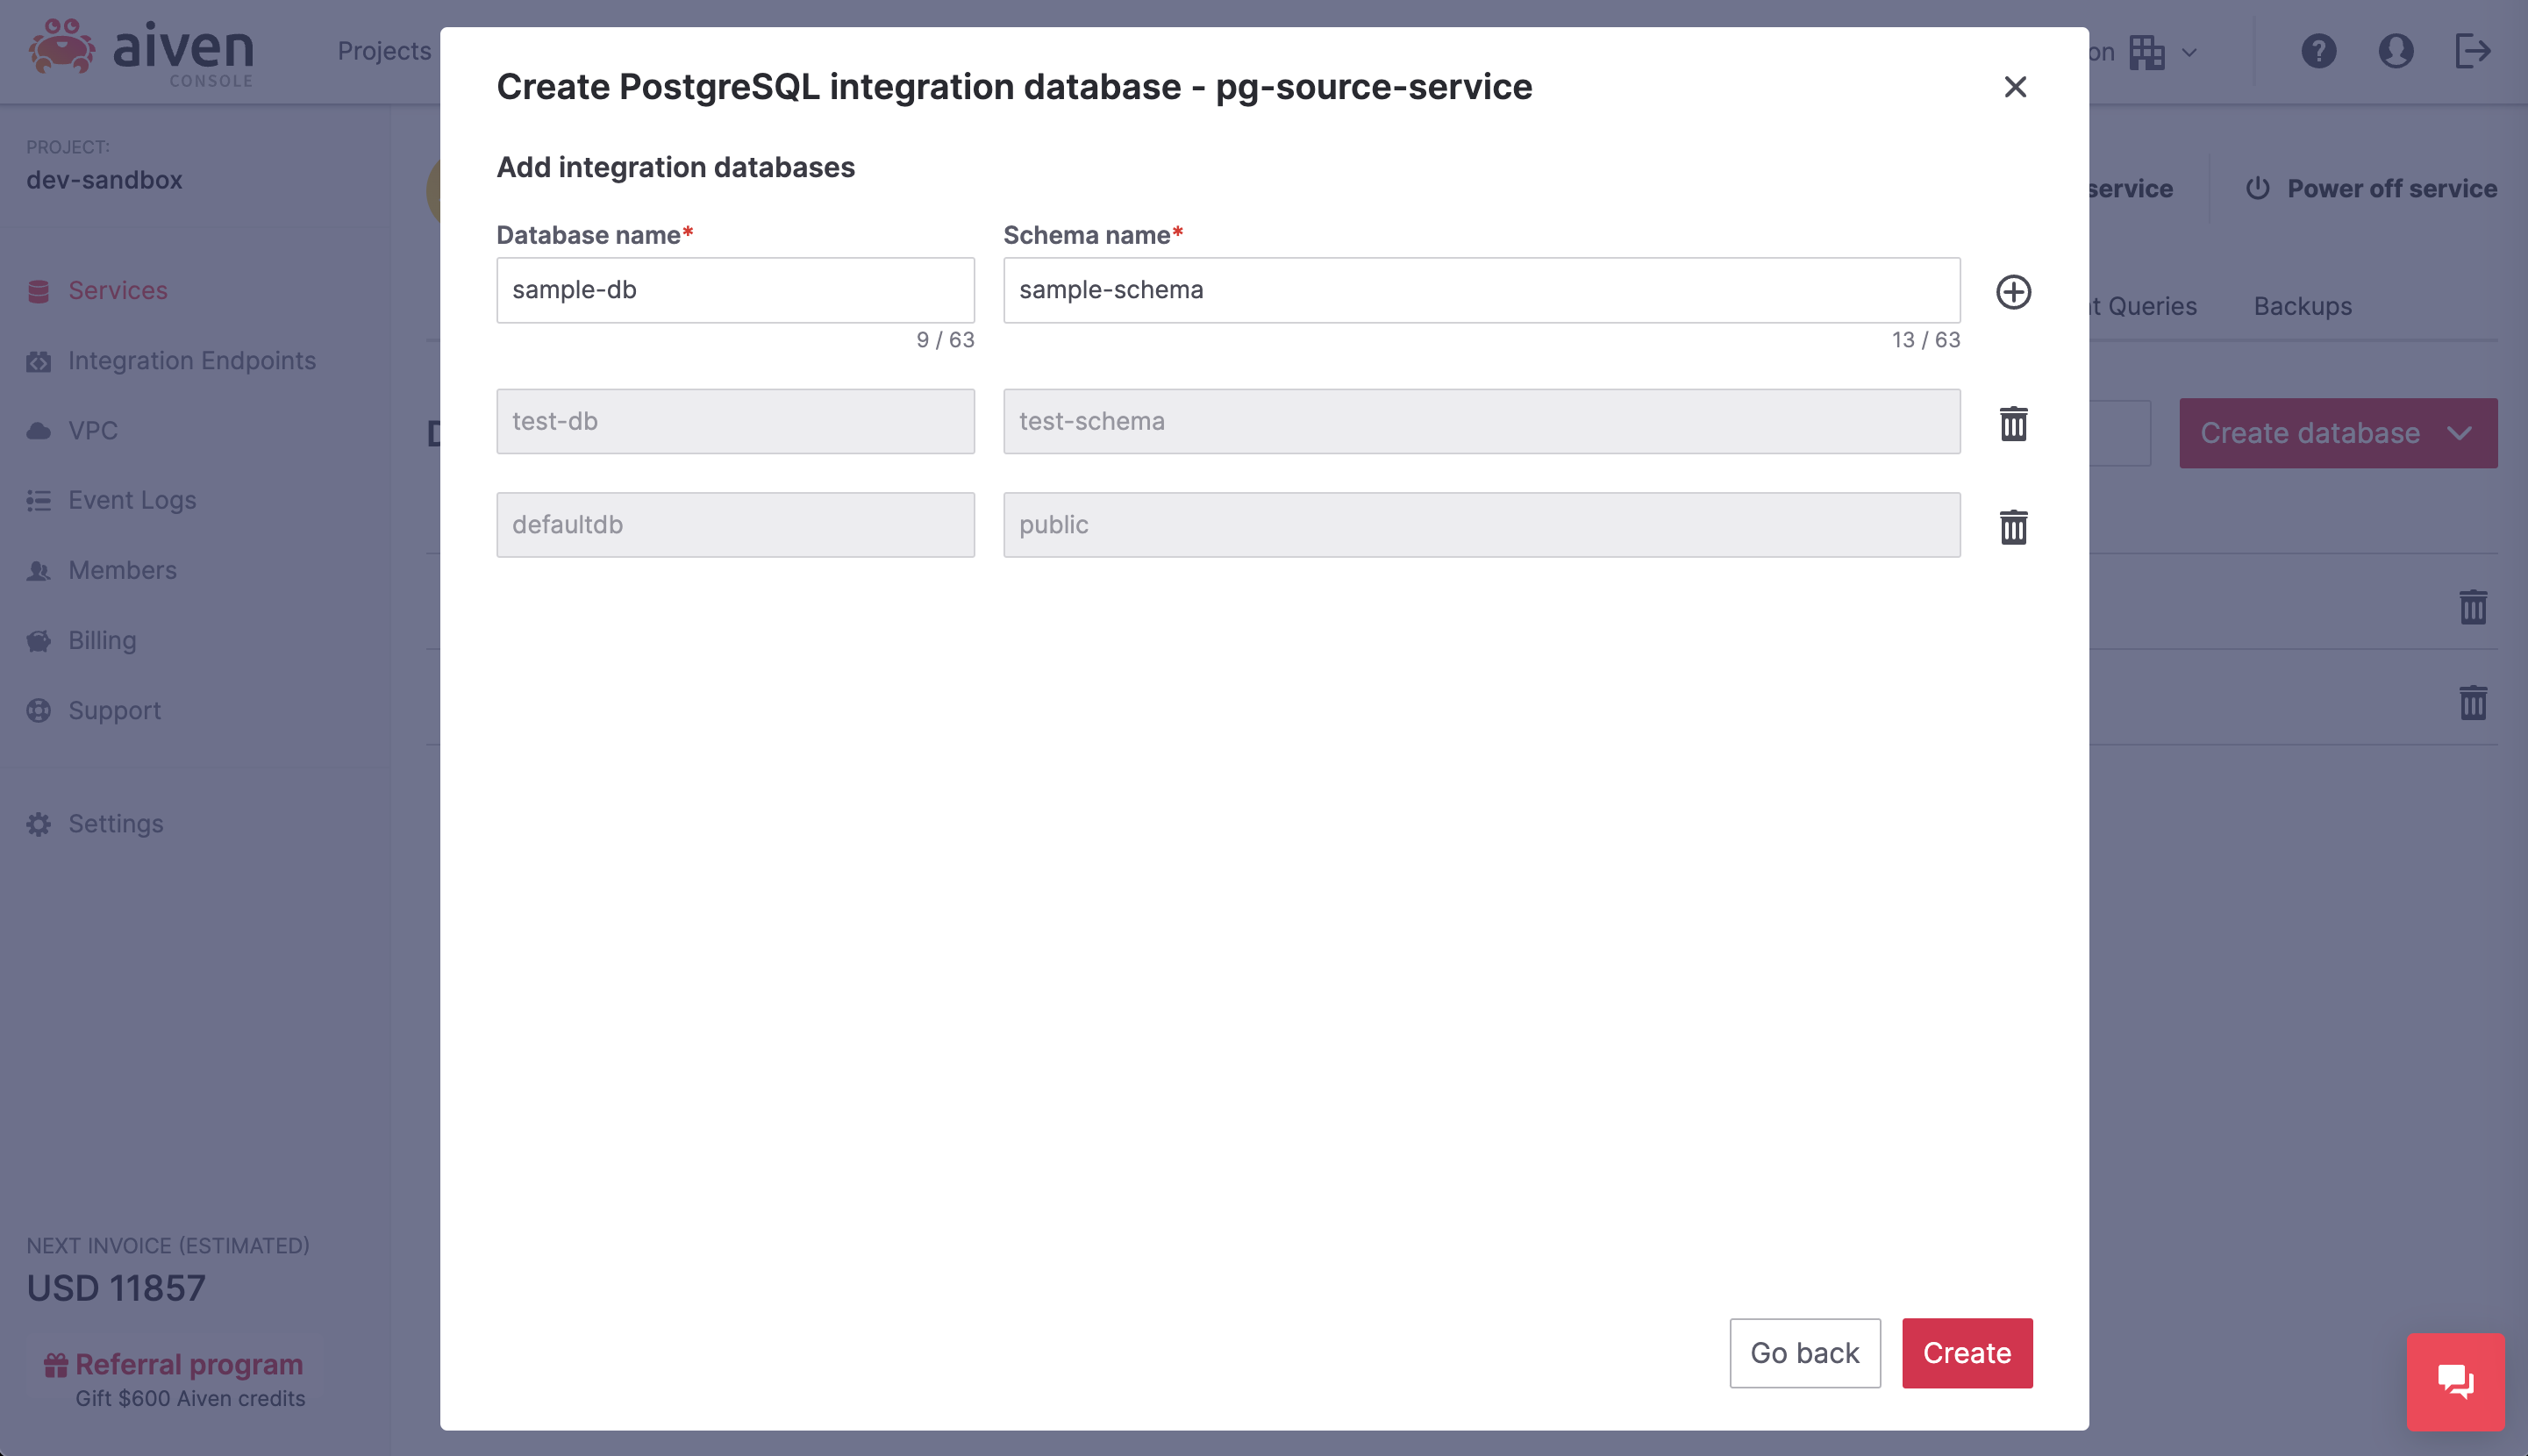 aiven
CONSOLE
Projects
on
PROJECT:
dev-sandbox
Services
Integration Endpoints
VPC
Event Logs
Members
Billing
Support
Settings
NEXT INVOICE (ESTIMATED)
USD 11857
Referral program
Gift $600 Aiven credits
Create PostgreSQL integration database - pg-source-service
Add integration databases
Database name* Schema name*
sample-db sample-schema
9 / 63 13 / 63
test-db test-schema
defaultdb public
Go back Create
service Power off service
t Queries Backups
Create database